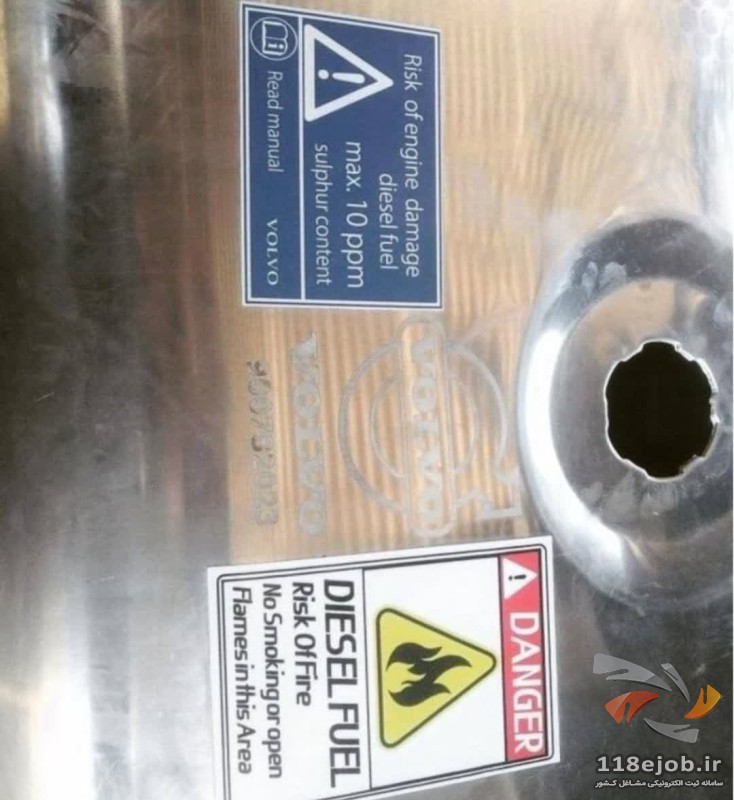 Risk of engine damage
diesel fuel
max. 10 ppm
sulphur content
Read manual VOLVO
VOLVO
VOLVO
DANGER
DIESEL FUEL
Risk Of Fire
No Smoking or open
Flames in this Area
118ejob.ir
سامانه ثبت الکترونیکی مشاغل کشور